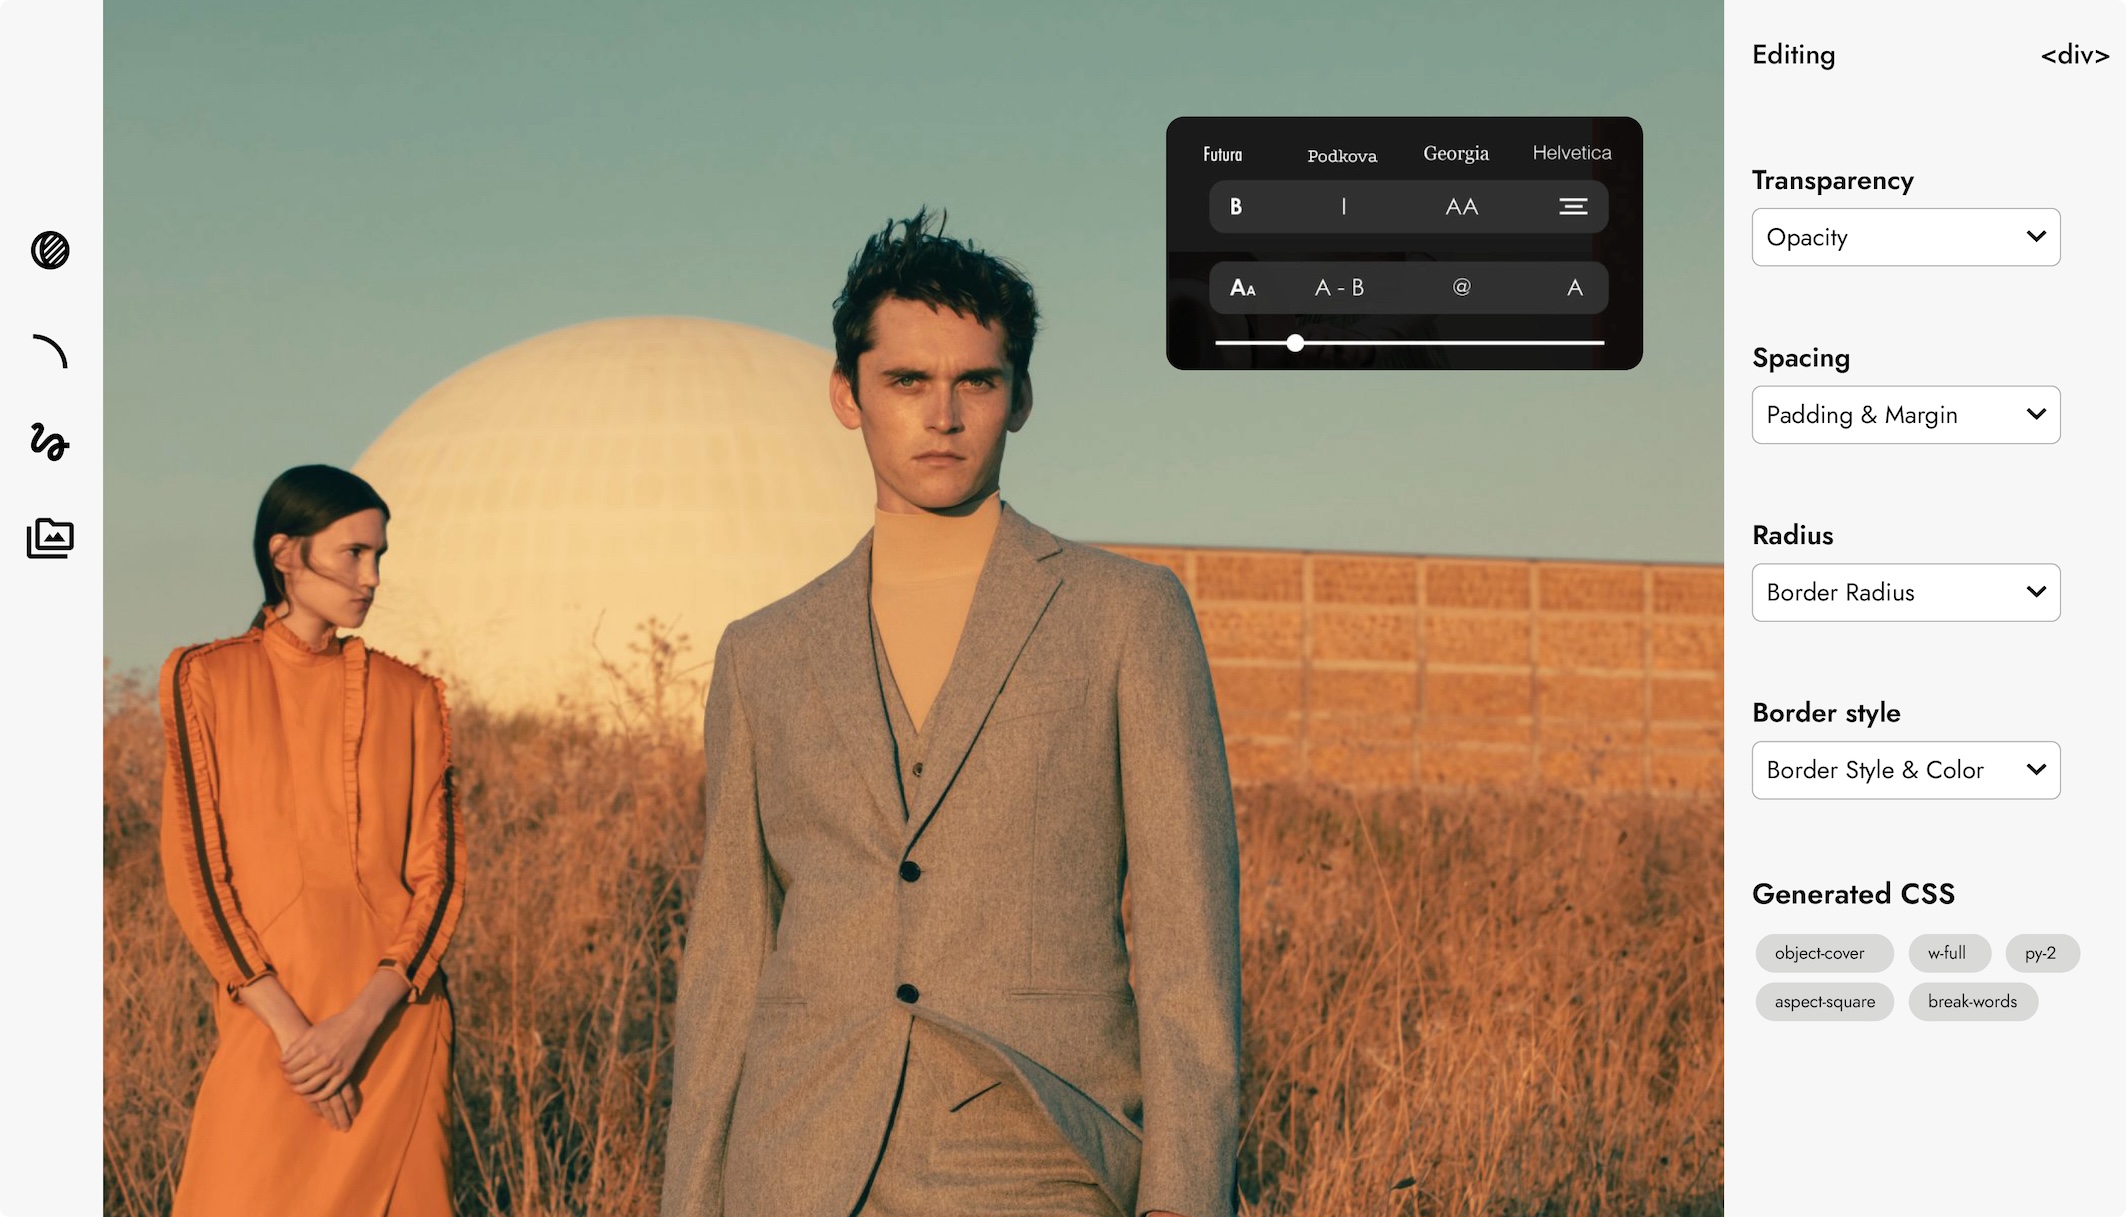 Editing <div>
Futura Podkova Georgia Helvetica
B I AA
AA A - B @ A
Transparency
Opacity
Spacing
Padding & Margin
Radius
Border Radius
Border style
Border Style & Color
Generated CSS
object-cover w-full py-2
aspect-square break-words